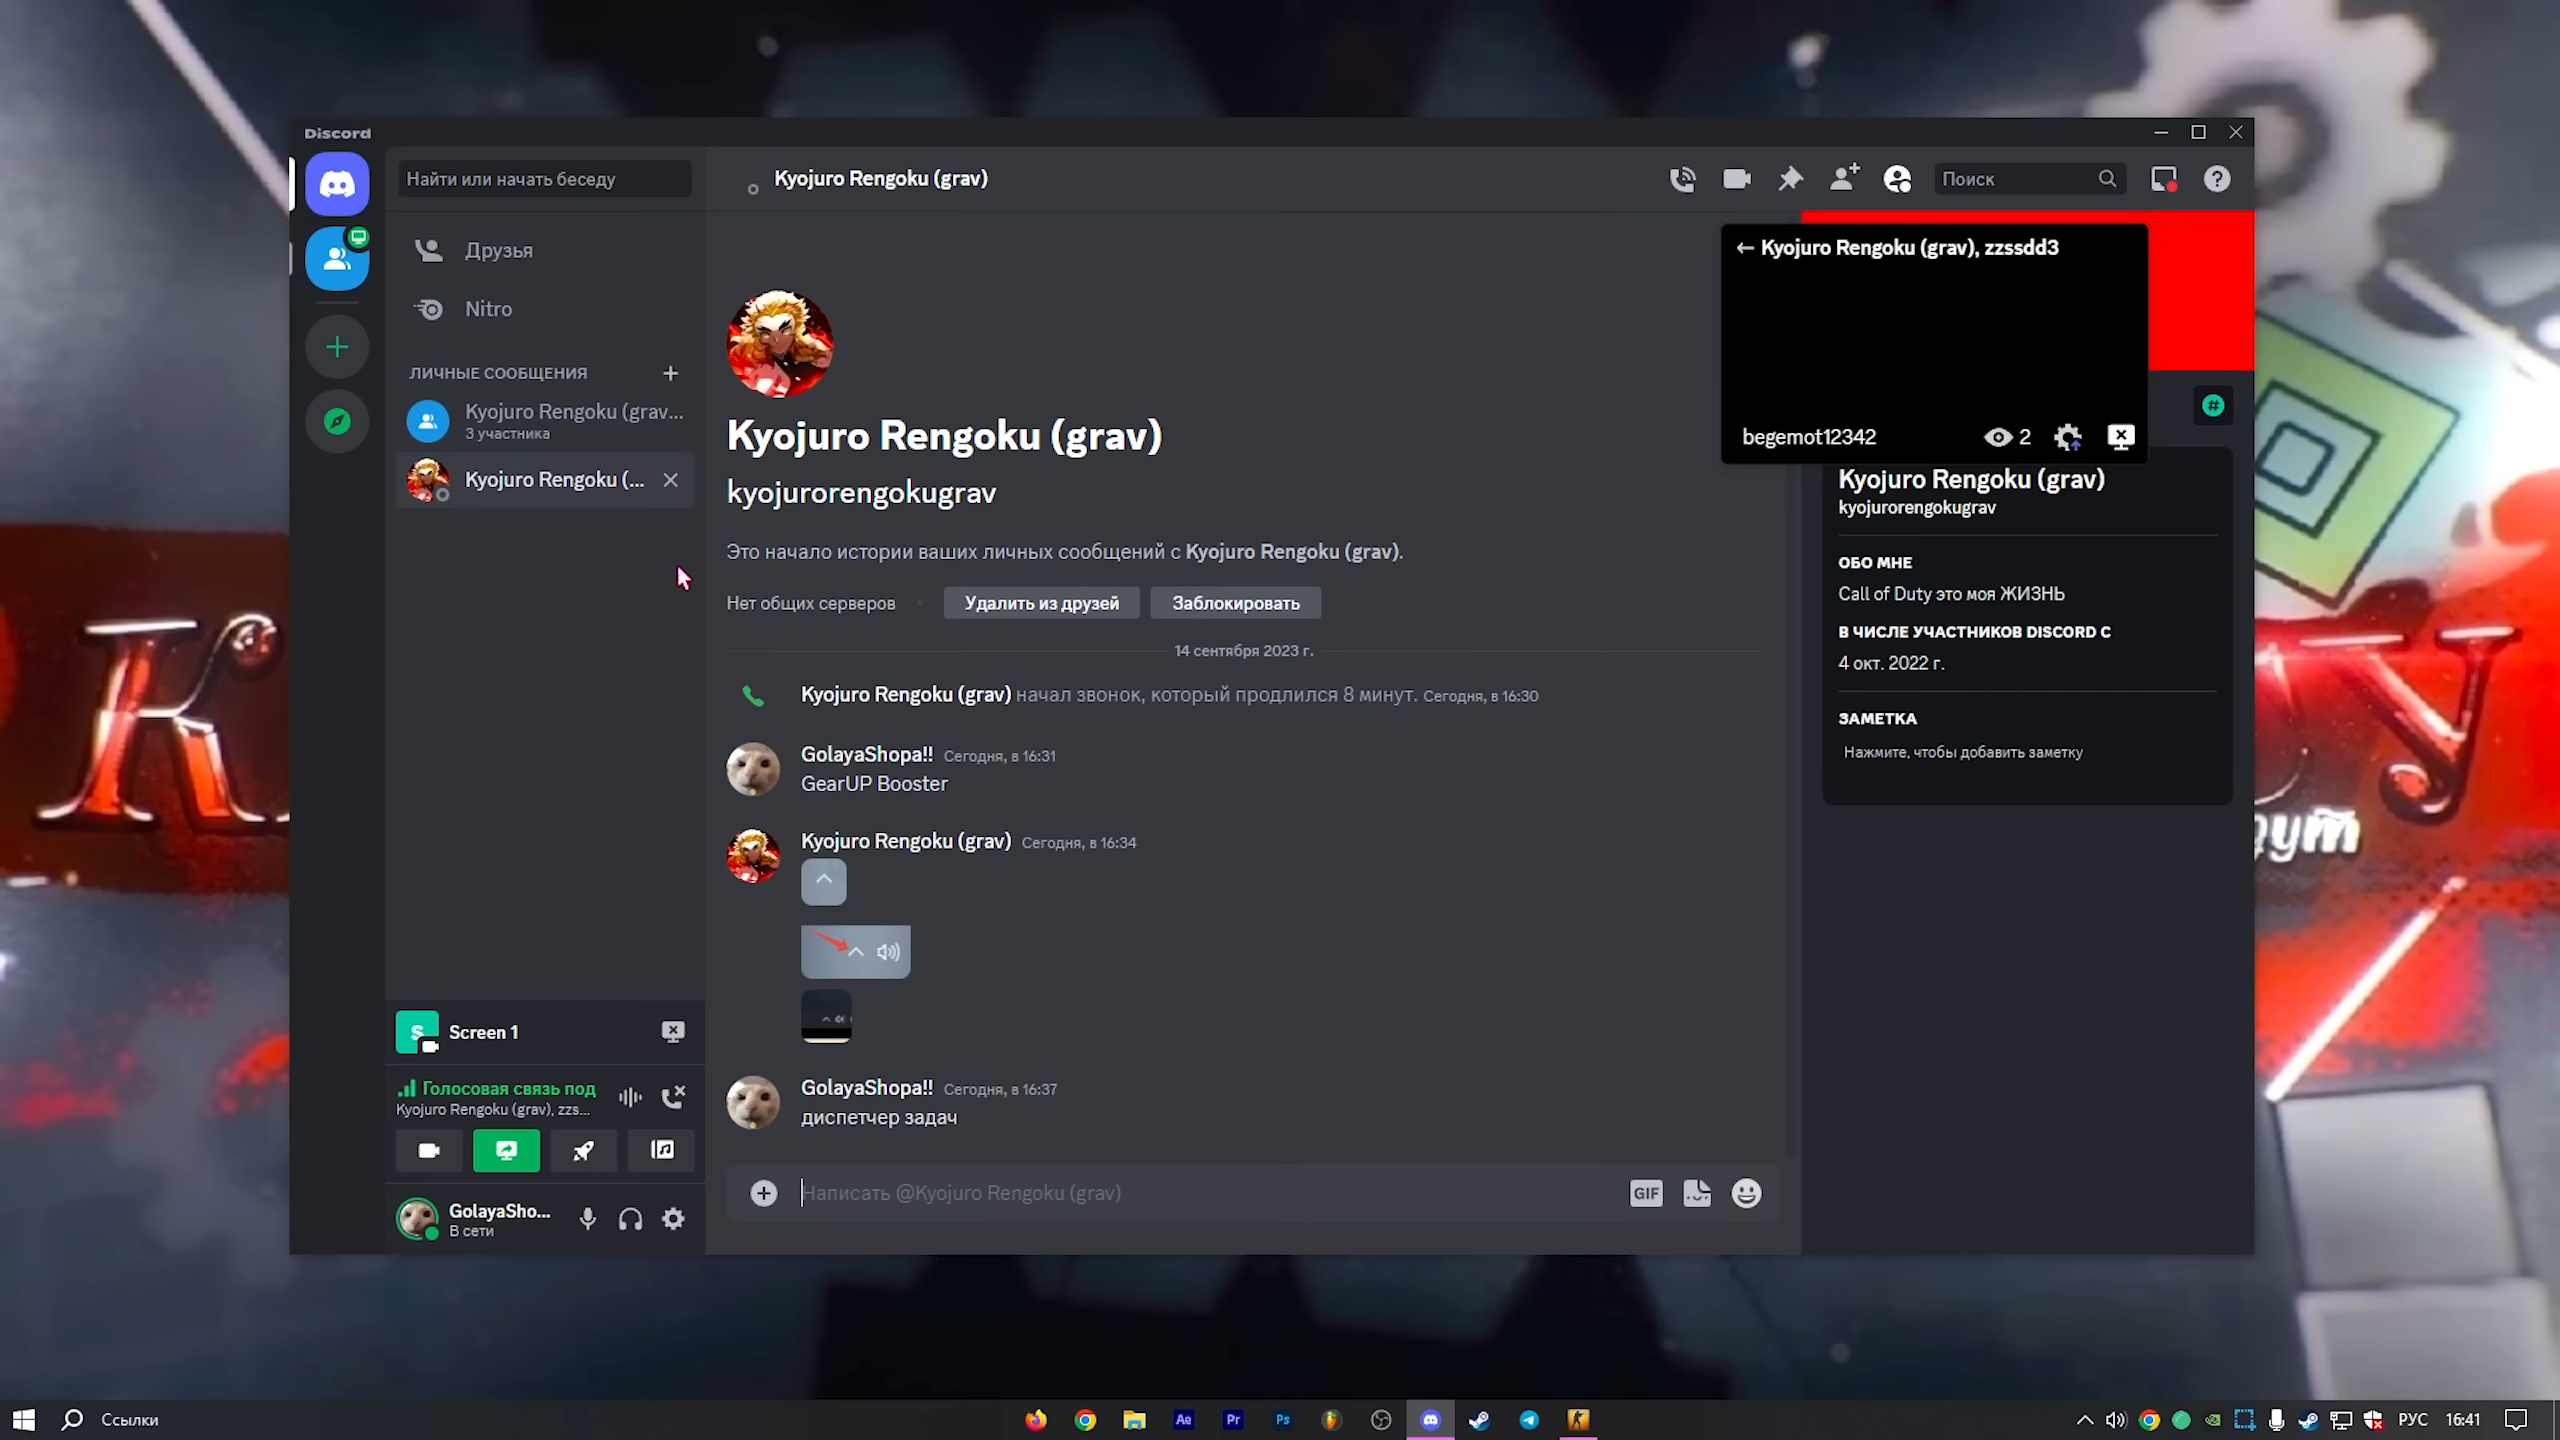 Discord
Найти или начать беседу
Kyojuro Rengoku (grav)
Поиск
Друзья
Nitro
ЛИЧНЫЕ СООБЩЕНИЯ
Kyojuro Rengoku (grav...
3 участника
Kyojuro Rengoku (...
Kyojuro Rengoku (grav)
kyojurorengokugrav
Это начало истории ваших личных сообщений с Kyojuro Rengoku (grav).
Нет общих серверов
Удалить из друзей
Заблокировать
14 сентября 2023 г.
Kyojuro Rengoku (grav) начал звонок, который продлился 8 минут. Сегодня, в 16:30
GolayaShopa!! Сегодня, в 16:31
GearUP Booster
Kyojuro Rengoku (grav) Сегодня, в 16:34
GolayaShopa!! Сегодня, в 16:37
диспетчер задач
Написать @Kyojuro Rengoku (grav)
GIF
← Kyojuro Rengoku (grav), zzssdd3
begemot12342
2
Kyojuro Rengoku (grav)
kyojurorengokugrav
ОБО МНЕ
Call of Duty это моя ЖИЗНЬ
В ЧИСЛЕ УЧАСТНИКОВ DISCORD С
4 окт. 2022 г.
ЗАМЕТКА
Нажмите, чтобы добавить заметку
S
Screen 1
Голосовая связь под
Kyojuro Rengoku (grav), zzs...
GolayaSho...
В сети
Ссылки
Ae
Pr
Ps
РУС
16:41